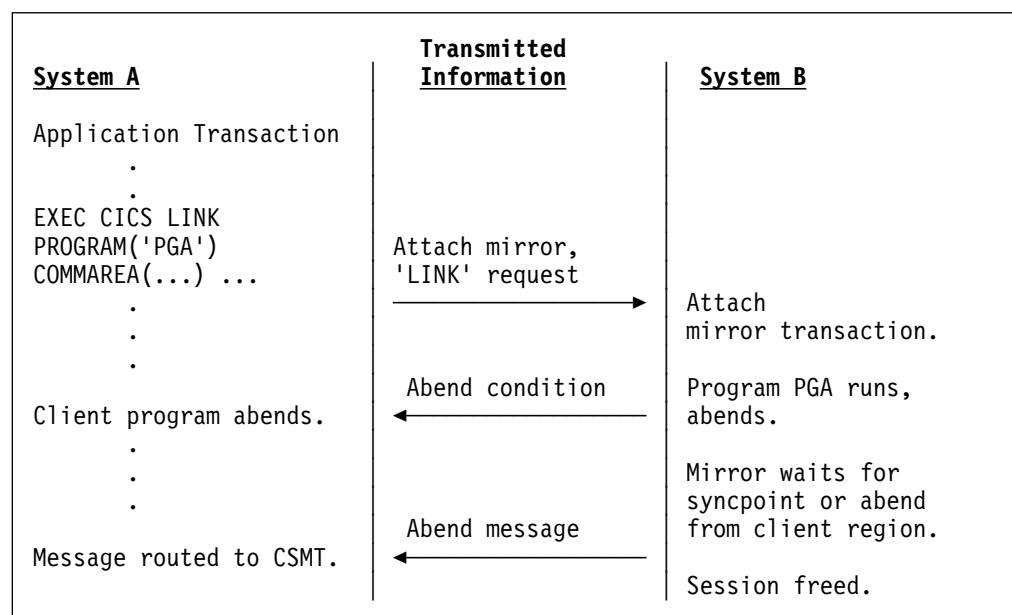 Transmitted
System A Information System B
Application Transaction
.
.
EXEC CICS LINK
PROGRAM('PGA') Attach mirror,
COMMAREA(...) ... 'LINK' request
. Attach
. mirror transaction.
.
Abend condition Program PGA runs,
Client program abends. abends.
.
. Mirror waits for
. syncpoint or abend
Abend message from client region.
Message routed to CSMT.
Session freed.